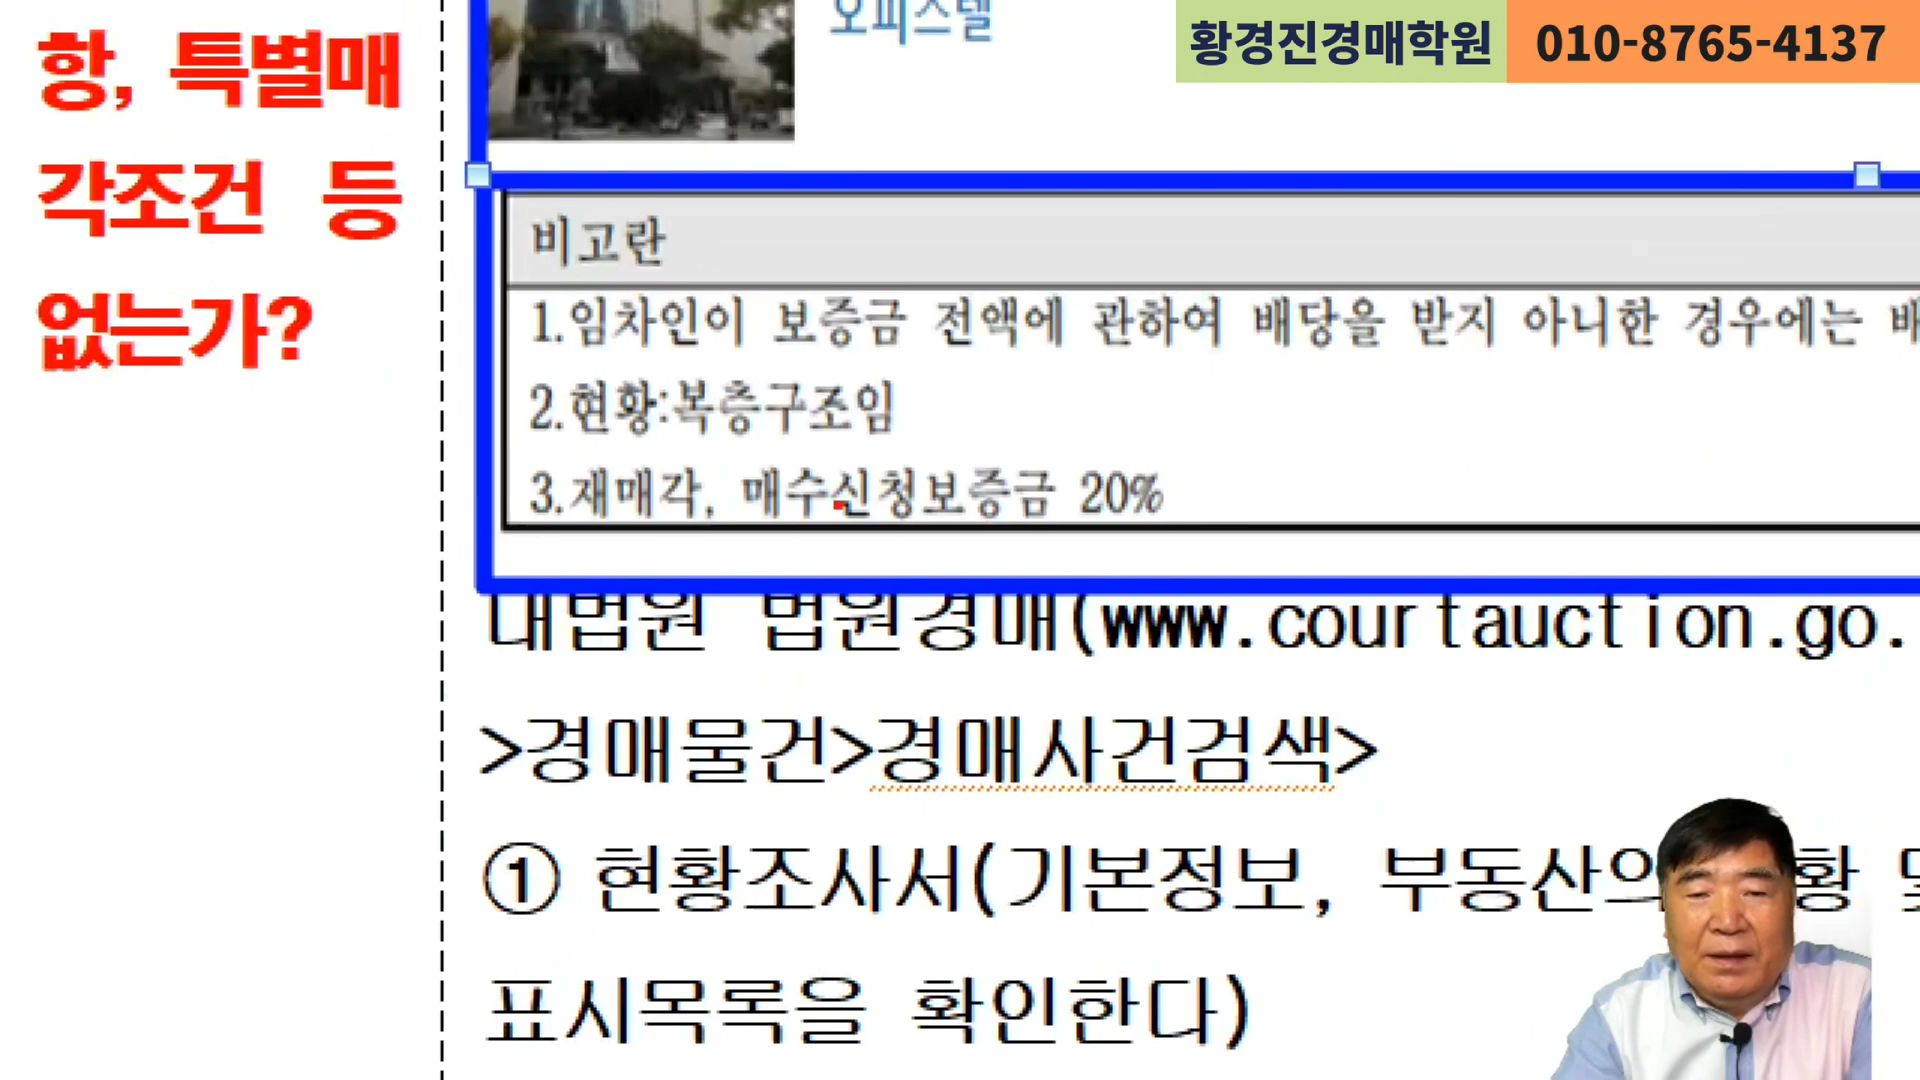 항, 특별매
각조건 등
없는가?
오피스텔
황경진경매학원 010-8765-4137
비고란
1.임차인이 보증금 전액에 관하여 배당을 받지 아니한 경우에는
2.현황:복층구조임
3.재매각, 매수신청보증금 20%
대법원 법원경매(www.courtauction.go.
>경매물건>경매사건검색>
① 현황조사서(기본정보, 부동산의 황
표시목록을 확인한다)